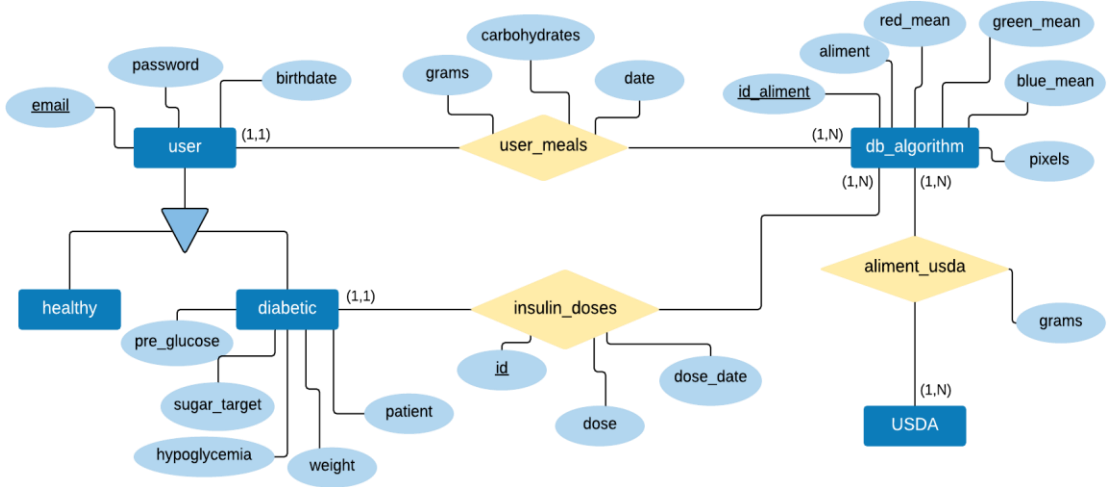 red_mean
green_mean
carbohydrates
password
aliment
grams
date
birthdate
blue_mean
email
id_aliment
(1,1)
(1,N)
user
user_meals
db_algorithm
pixels
(1,N)
(1,N)
aliment_usda
(1,1)
healthy
diabetic
insulin_doses
grams
pre_glucose
id
dose_date
(1,N)
sugar_target
patient
dose
USDA
hypoglycemia
weight